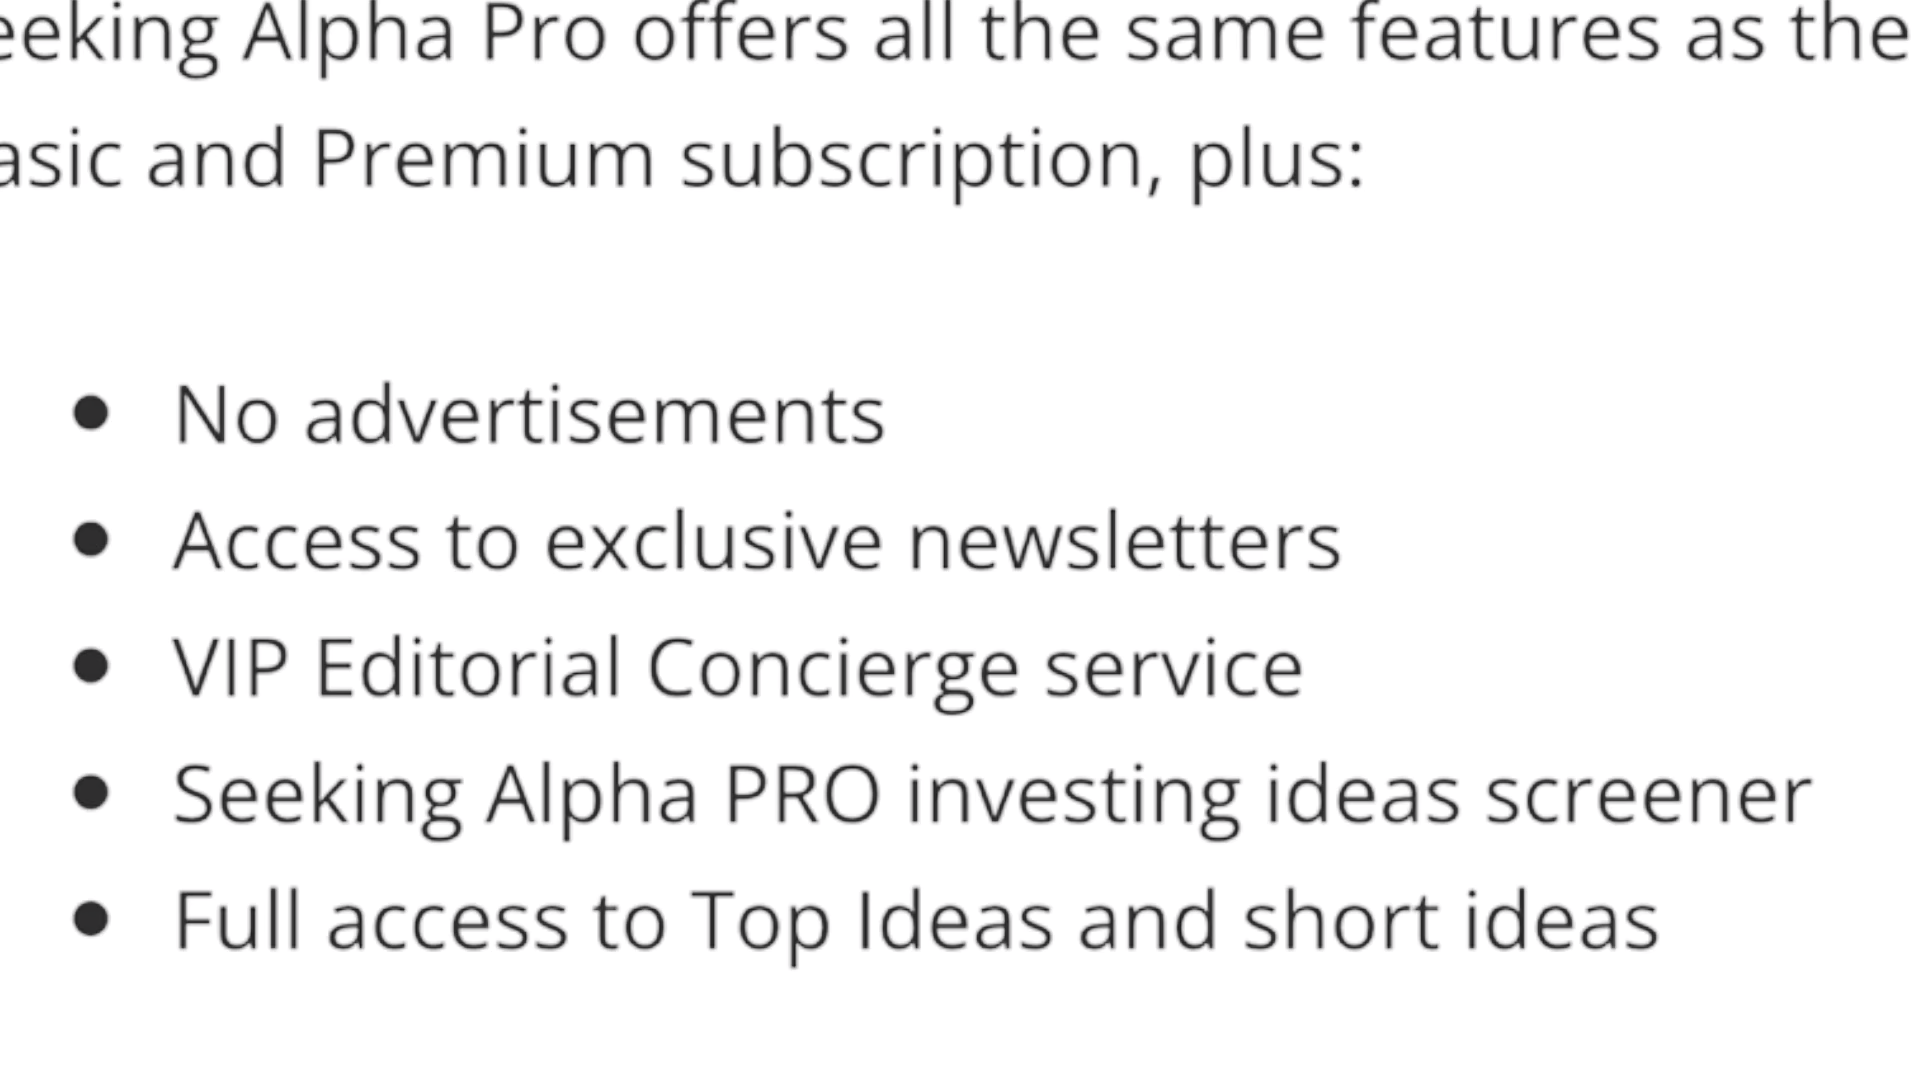 eeking Alpha Pro offers all the same features as the
asic and Premium subscription, plus:
• No advertisements
• Access to exclusive newsletters
• VIP Editorial Concierge service
• Seeking Alpha PRO investing ideas screener
• Full access to Top Ideas and short ideas